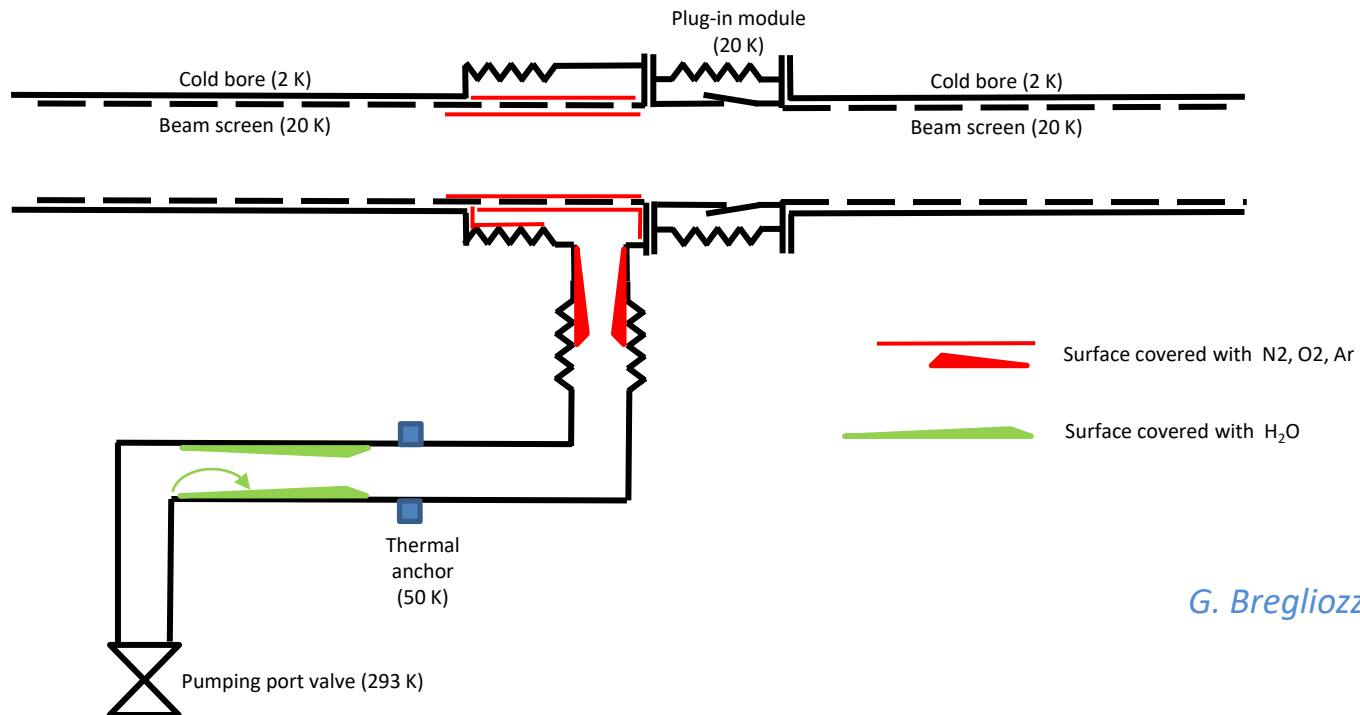 Plug-in module
(20 K)
Cold bore (2 K)
Cold bore (2 K)
Beam screen (20 K)
Beam screen (20 K)
Surface covered with N2, O2, Ar
Surface covered with H₂O
Thermal
anchor
(50 K)
G. Bregliozz
Pumping port valve (293 K)